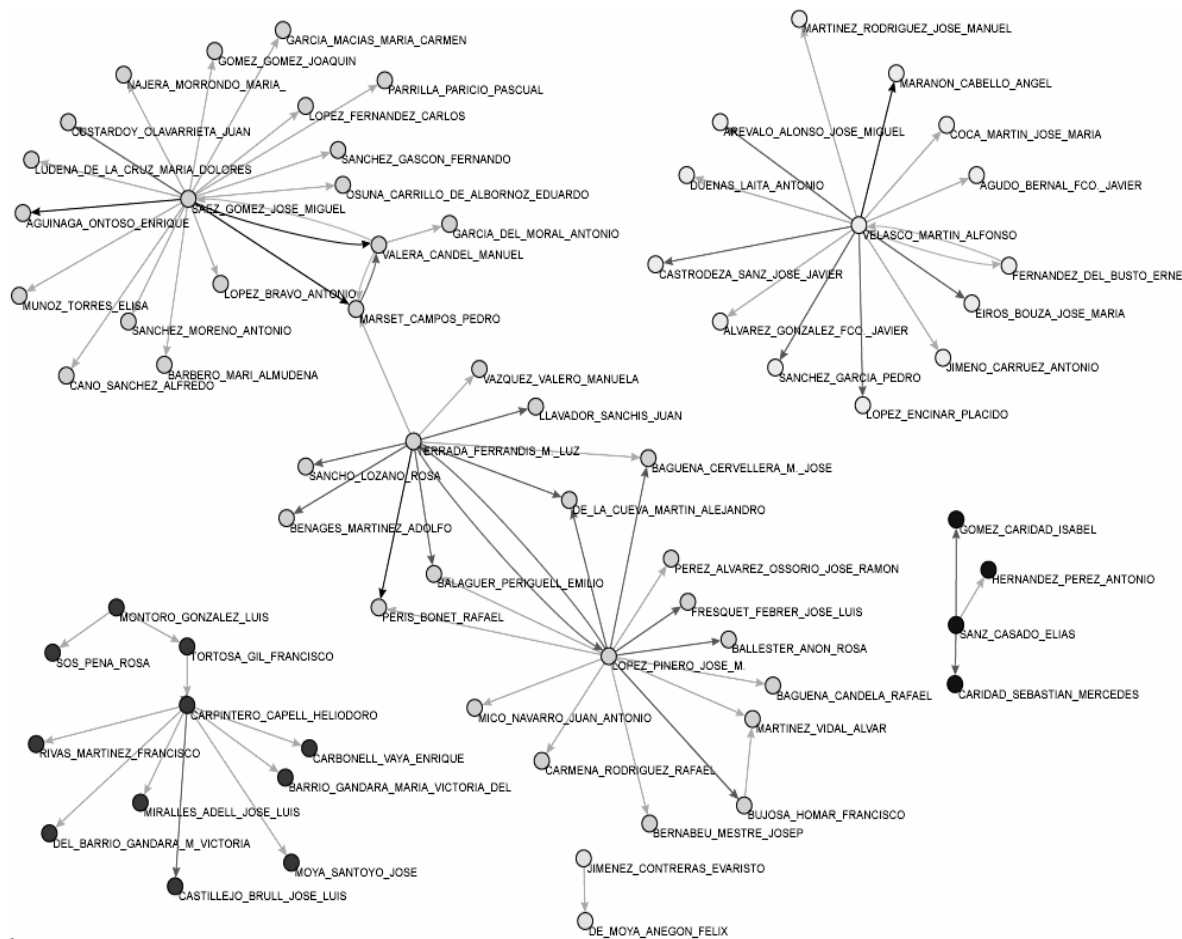 MARTINEZ_RODRIGUEZ_JOSE_MANUEL
GARCIA_MACIAS_MARIA_CARMEN
GOMEZ_GOMEZ_JOAQUIN
NAJERA_MORRONDO_MARIA_
PARRILLA_PARICIO_PASCUAL
MARANON_CABELLO_ANGEL
LOPEZ_FERNANDEZ_CARLOS
CUSTARDOY_OLAVARRIETA_JUAN
AREVALO_ALONSO_JOSE_MIGUEL
COCA_MARTIN_JOSE_MARIA
SANCHEZ_GASCON_FERNANDO
LUDENA_DE_LA_CRUZ_MARIA_DOLORES
DUENAS_LAITA_ANTONIO
AGUDO_BERNAL_FCO._JAVIER
OSUNA_CARRILLO_DE_ALBORNOZ_EDUARDO
SAEZ_GOMEZ_JOSE_MIGUEL
AGUINAGA_ONTOSO_ENRIQUE
GARCIA_DEL_MORAL_ANTONIO
VELASCO_MARTIN_ALFONSO
VALERA_CANDEL_MANUEL
CASTRODEZA_SANZ_JOSE_JAVIER
FERNANDEZ_DEL_BUSTO_ERNE
LOPEZ_BRAVO_ANTONIO
MUNOZ_TORRES_ELISA
EIROS_BOUZA_JOSE_MARIA
MARSET_CAMPOS_PEDRO
SANCHEZ_MORENO_ANTONIO
ALVAREZ_GONZALEZ_FCO._JAVIER
JIMENO_CARRUEZ_ANTONIO
BARBERO_MARI_ALMUDENA
CANO_SANCHEZ_ALFREDO
SANCHEZ_GARCIA_PEDRO
VAZQUEZ_VALERO_MANUELA
LOPEZ_ENCINAR_PLACIDO
LLAVADOR_SANCHIS_JUAN
TERRADA_FERRANDIS_M._LUZ
BAGUENA_CERVELLERA_M._JOSE
SANCHO_LOZANO_ROSA
DE_LA_CUEVA_MARTIN_ALEJANDRO
BENAGES_MARTINEZ_ADOLFO
GOMEZ_CARIDAD_ISABEL
PEREZ_ALVAREZ_OSSORIO_JOSE_RAMON
HERNANDEZ_PEREZ_ANTONIO
BALAGUER_PERIGUELL_EMILIO
FRESQUET_FEBRER_JOSE_LUIS
MONTORO_GONZALEZ_LUIS
PERIS_BONET_RAFAEL
SANZ_CASADO_ELIAS
BALLESTER_ANON_ROSA
TORTOSA_GIL_FRANCISCO
SOS_PENA_ROSA
LOPEZ_PINERO_JOSE_M.
BAGUENA_CANDELA_RAFAEL
CARIDAD_SEBASTIAN_MERCEDES
CARPINTERO_CAPELL_HELIODORO
MICO_NAVARRO_JUAN_ANTONIO
MARTINEZ_VIDAL_ALVAR
RIVAS_MARTINEZ_FRANCISCO
CARBONELL_VAYA_ENRIQUE
CARMENA_RODRIGUEZ_RAFAEL
BARRIO_GANDARA_MARIA_VICTORIA_DEL
MIRALLES_ADELL_JOSE_LUIS
BUJOSA_HOMAR_FRANCISCO
BERNABEU_MESTRE_JOSEP
DEL_BARRIO_GANDARA_M_VICTORIA
MOYA_SANTOYO_JOSE
JIMENEZ_CONTRERAS_EVARISTO
CASTILLEJO_BRULL_JOSE_LUIS
DE_MOYA_ANEGON_FELIX